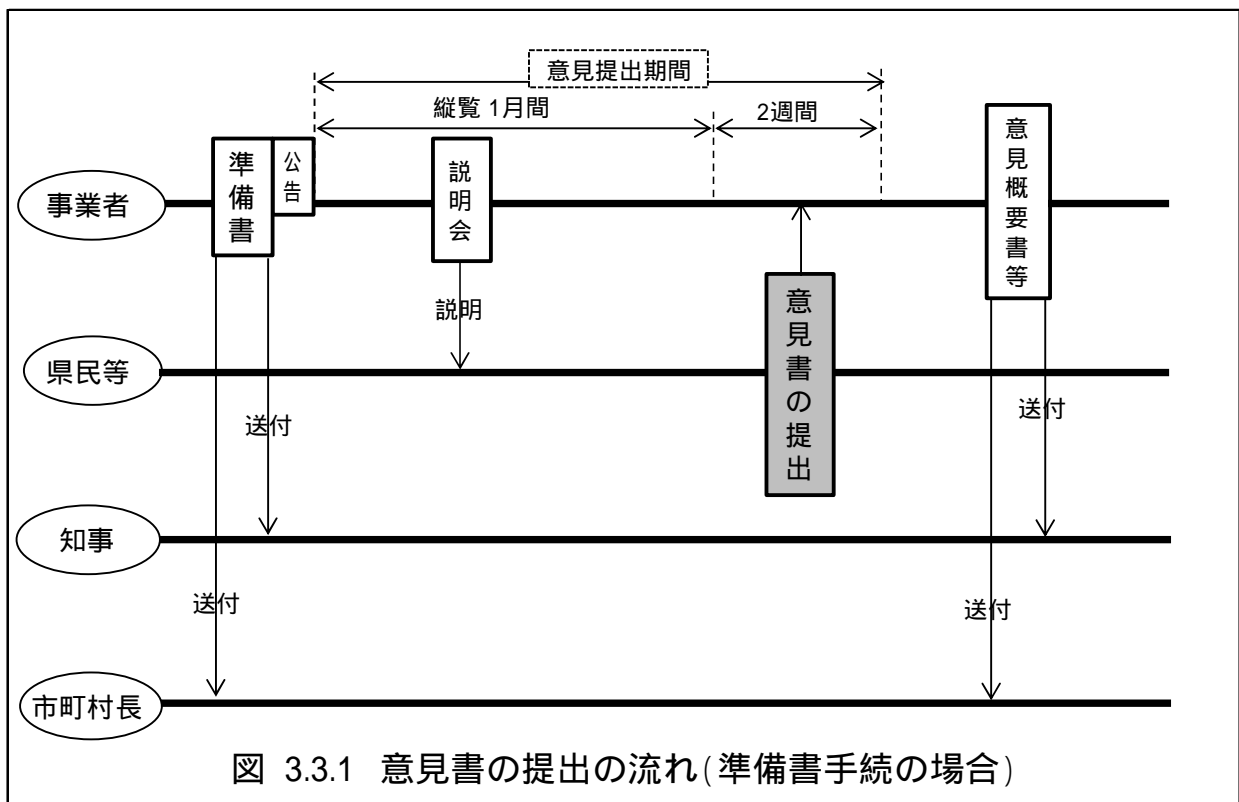 意見提出期間
縦覧 1月間
2週間
事業者
準備書
公告
説明会
意見概要書等
説明
意見書の提出
県民等
送付
送付
知事
送付
送付
市町村長
図 3.3.1 意見書の提出の流れ(準備書手続の場合)